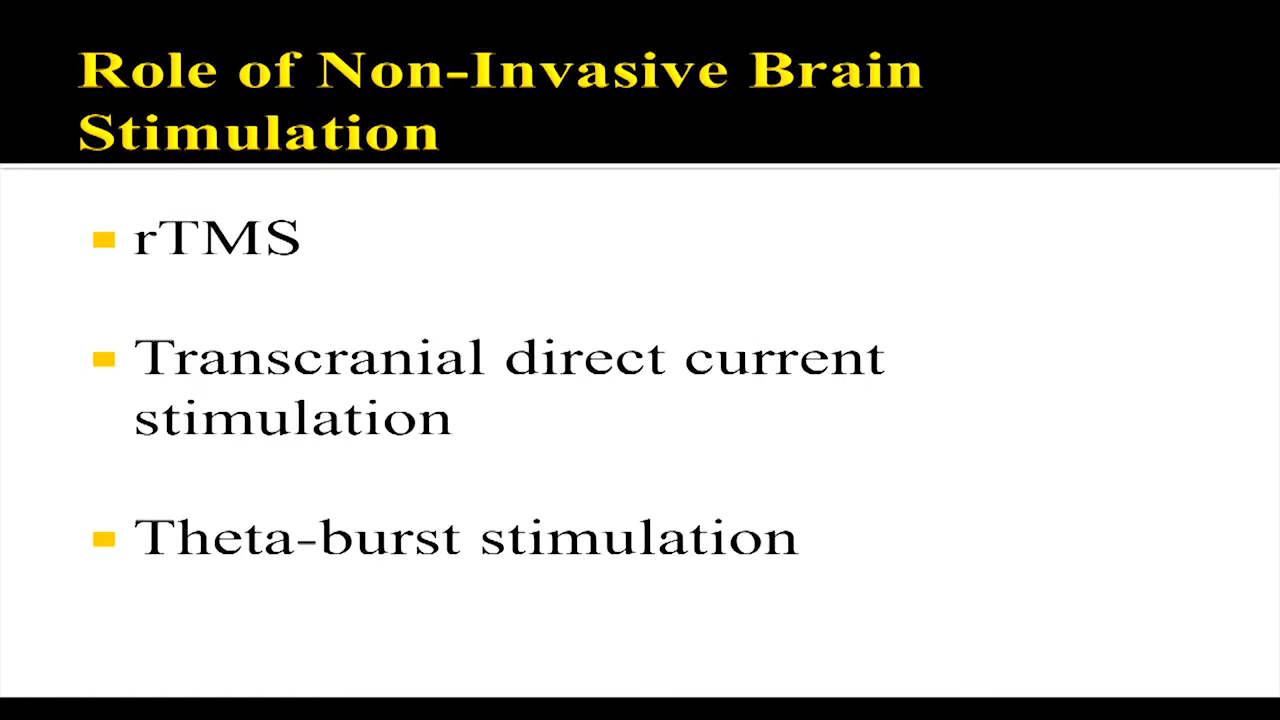 Role of Non-Invasive Brain
Stimulation
rTMS
Transcranial direct current
stimulation
Theta-burst stimulation